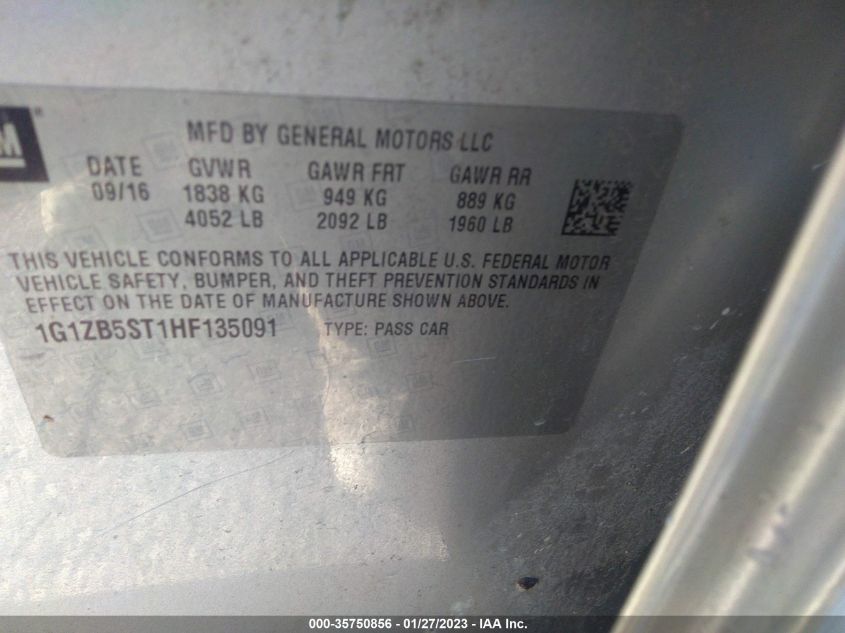 M®
MFD BY GENERAL MOTORS LLC
DATE GVWR GAWR FRT GAWR RR
09/16 1838 KG 949 KG 889 KG
4052 LB 2092 LB 1960 LB
THIS VEHICLE CONFORMS TO ALL APPLICABLE U.S. FEDERAL MOTOR
VEHICLE SAFETY, BUMPER, AND THEFT PREVENTION STANDARDS IN
EFFECT ON THE DATE OF MANUFACTURE SHOWN ABOVE.
1G1ZB5ST1HF135091 TYPE: PASS CAR
000-35750856 - 01/27/2023 - IAA Inc.